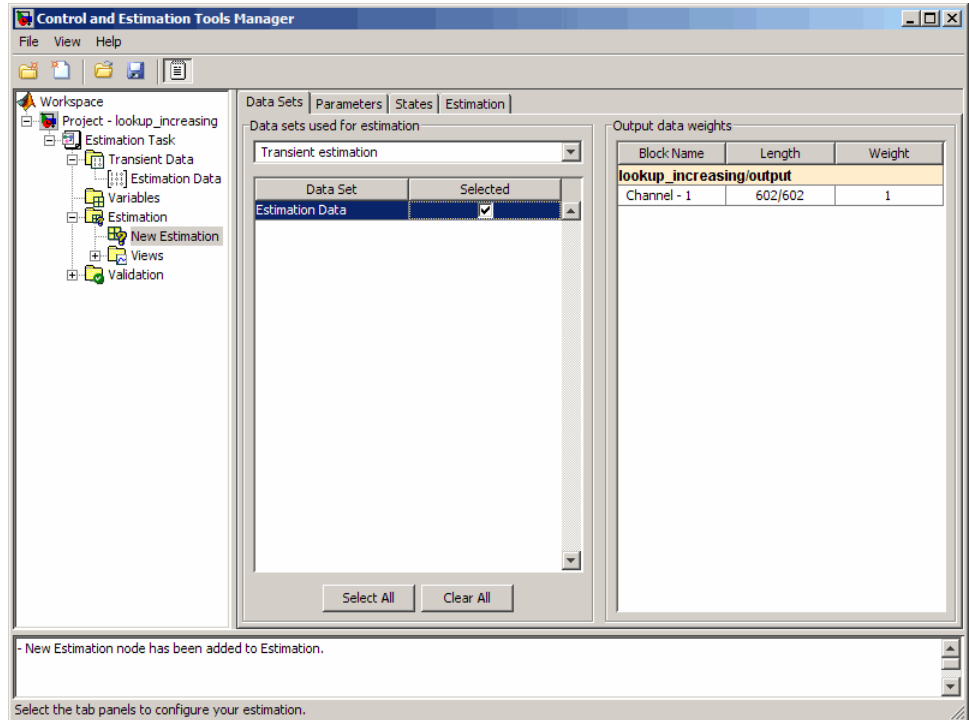 Control and Estimation Tools Manager
File View Help
Workspace
Project - lookup_increasing
Estimation Task
Transient Data
Estimation Data
Variables
Estimation
New Estimation
Views
Validation
Data Sets Parameters States Estimation
Data sets used for estimation
Transient estimation
Data Set Selected
Estimation Data
Select All Clear All
Output data weights
Block Name Length Weight
lookup_increasing/output
Channel - 1 602/602 1
- New Estimation node has been added to Estimation.
Select the tab panels to configure your estimation.